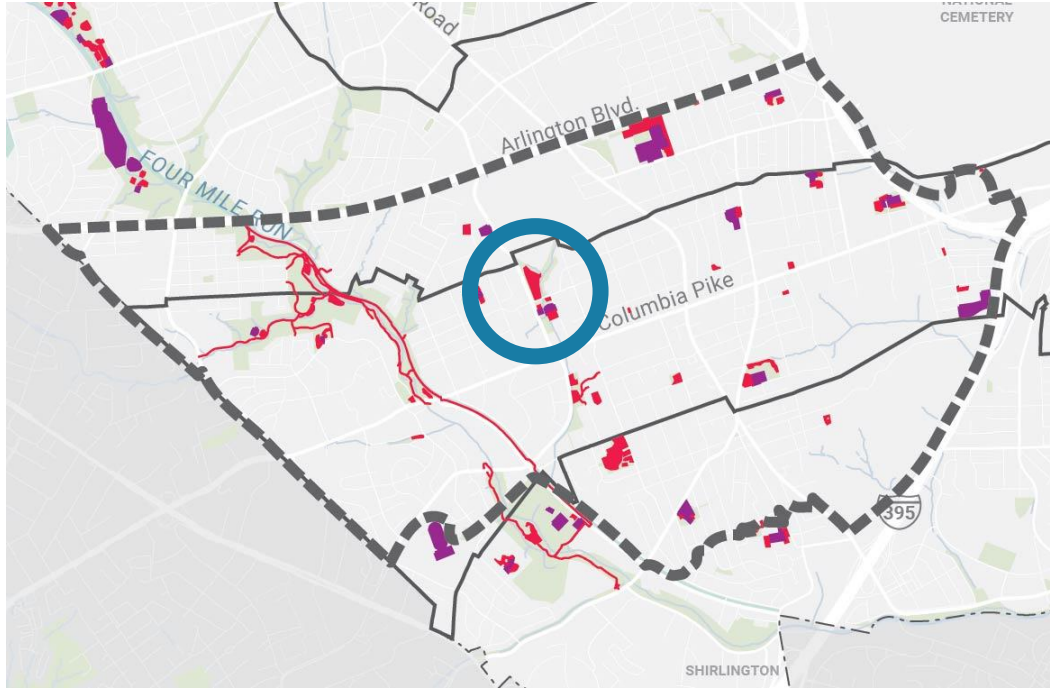 Road
NATIONAL
CEMETERY
Arlington Blvd.
FOUR MILE RUN
Columbia Pike
395
SHIRLINGTON